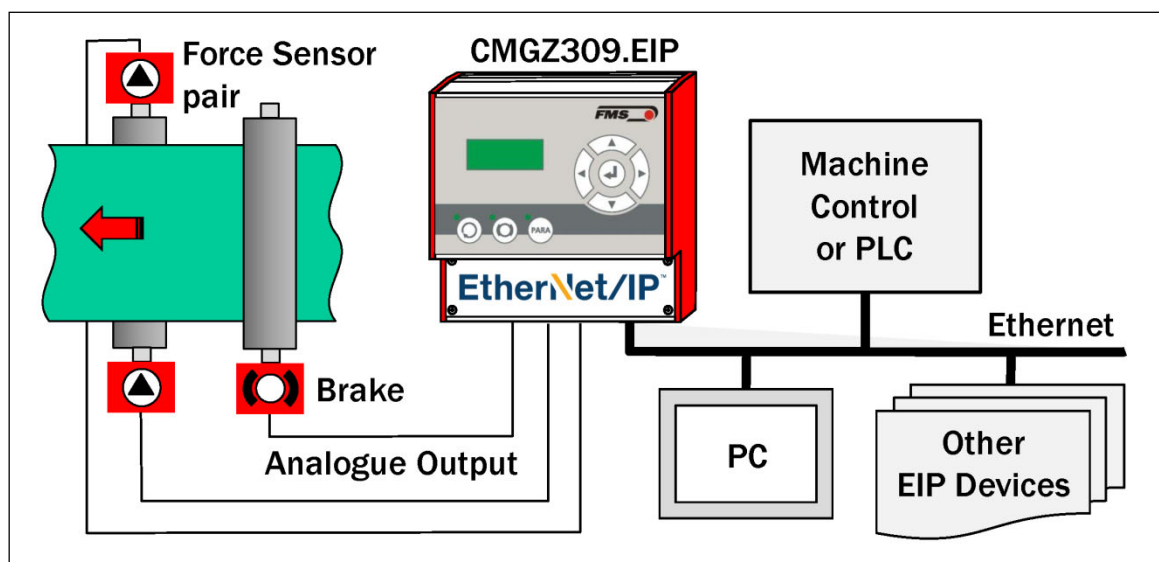 Force Sensor
pair
CMGZ309.EIP
FMS
PARA
EtherNet/IP™
Machine
Control
or PLC
Ethernet
Brake
Analogue Output
PC
Other
EIP Devices